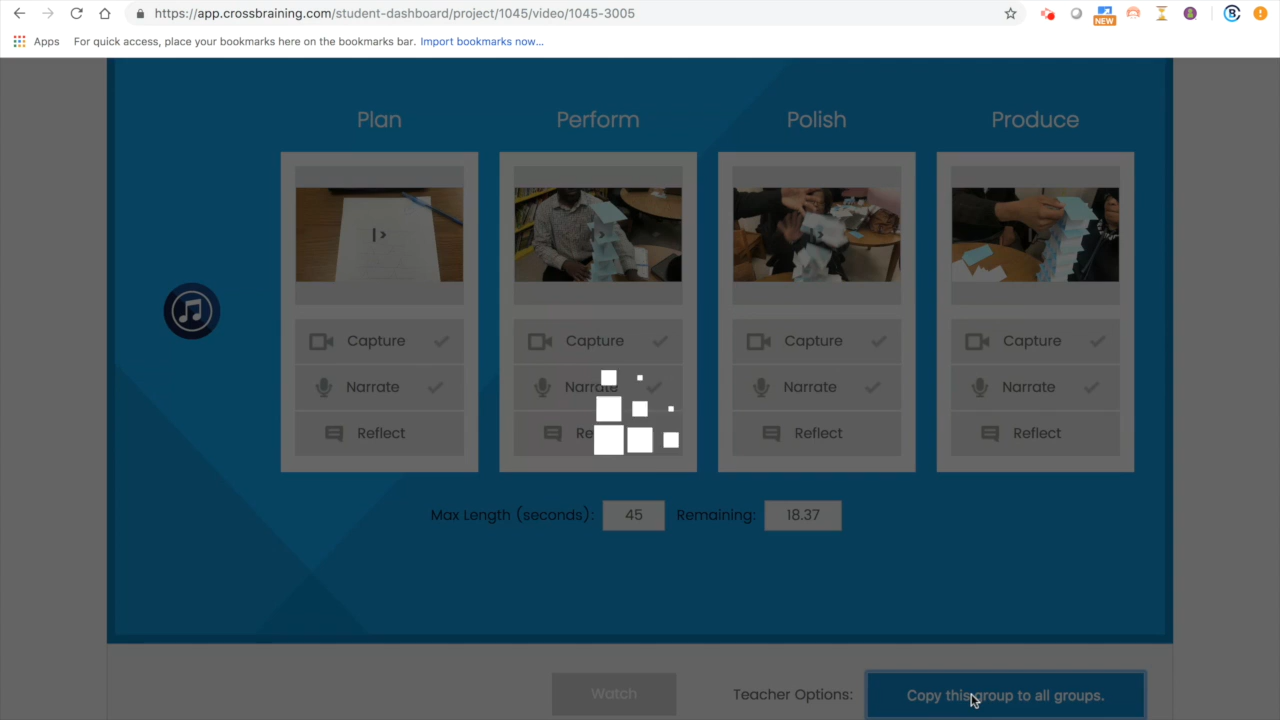 https://app.crossbraining.com/student-dashboard/project/1045/video/1045-3005
NEW
Apps For quick access, place your bookmarks here on the bookmarks bar. Import bookmarks now...
Plan Perform Polish Produce
Capture Capture Capture Capture
Narrate Narrate Narrate Narrate
Reflect Re Reflect Reflect
Max Length (seconds): 45 Remaining: 18.37
Watch Teacher Options: Copy this group to all groups.